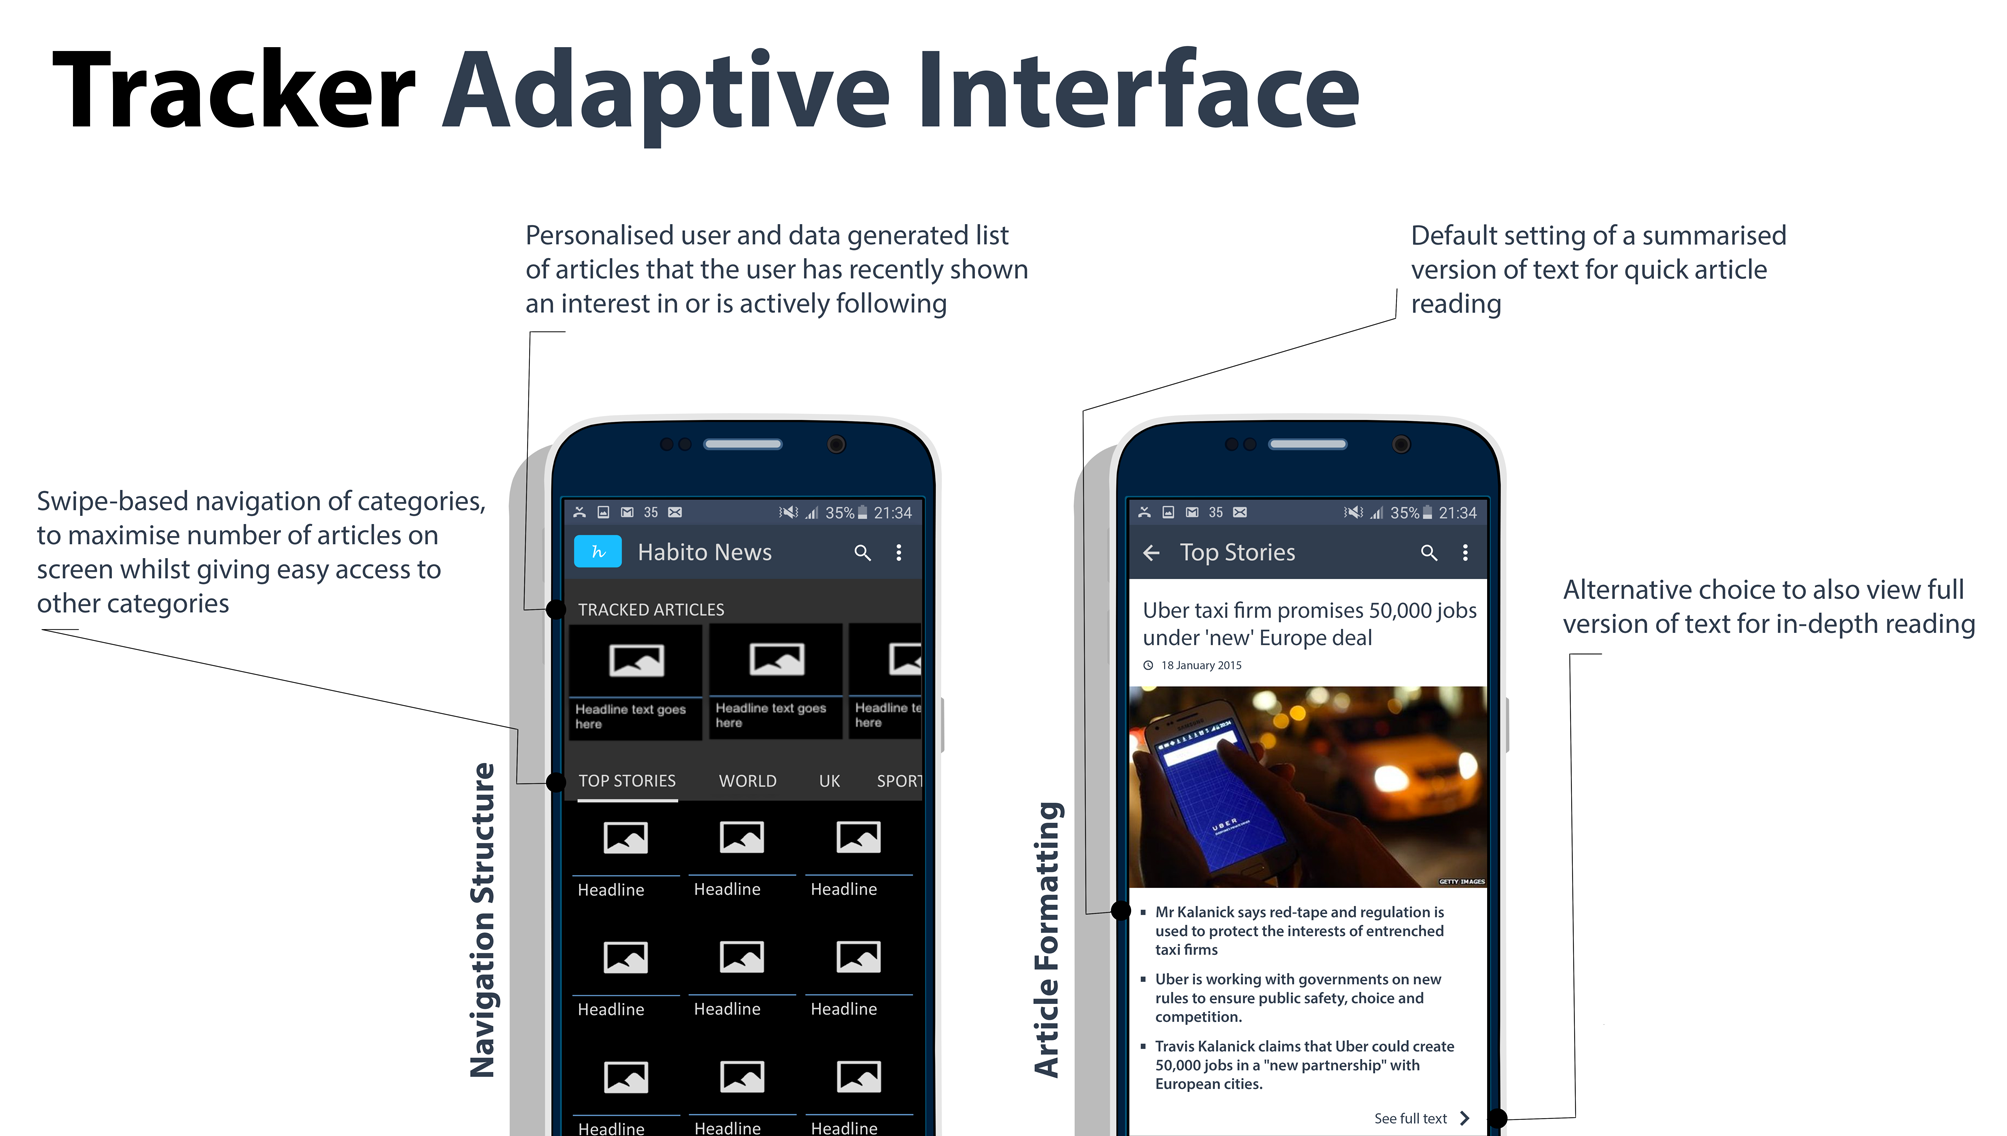 Tracker Adaptive Interface
Personalised user and data generated list
of articles that the user has recently shown
an interest in or is actively following
Default setting of a summarised
version of text for quick article
reading
Swipe-based navigation of categories,
to maximise number of articles on
screen whilst giving easy access to
other categories
Alternative choice to also view full
version of text for in-depth reading
Navigation Structure
35 35% 21:34
h Habito News
TRACKED ARTICLES
Headline text goes
here
Headline text goes
here
Headline te
here
TOP STORIES WORLD UK SPORT
Headline Headline Headline
Headline Headline Headline
Headline Headline Headline
Article Formatting
35 35% 21:34
Top Stories
Uber taxi firm promises 50,000 jobs
under 'new' Europe deal
18 January 2015
SAMSUNG
UBER
GETTY IMAGES
▪ Mr Kalanick says red-tape and regulation is
used to protect the interests of entrenched
taxi firms
▪ Uber is working with governments on new
rules to ensure public safety, choice and
competition.
▪ Travis Kalanick claims that Uber could create
50,000 jobs in a "new partnership" with
European cities.
See full text